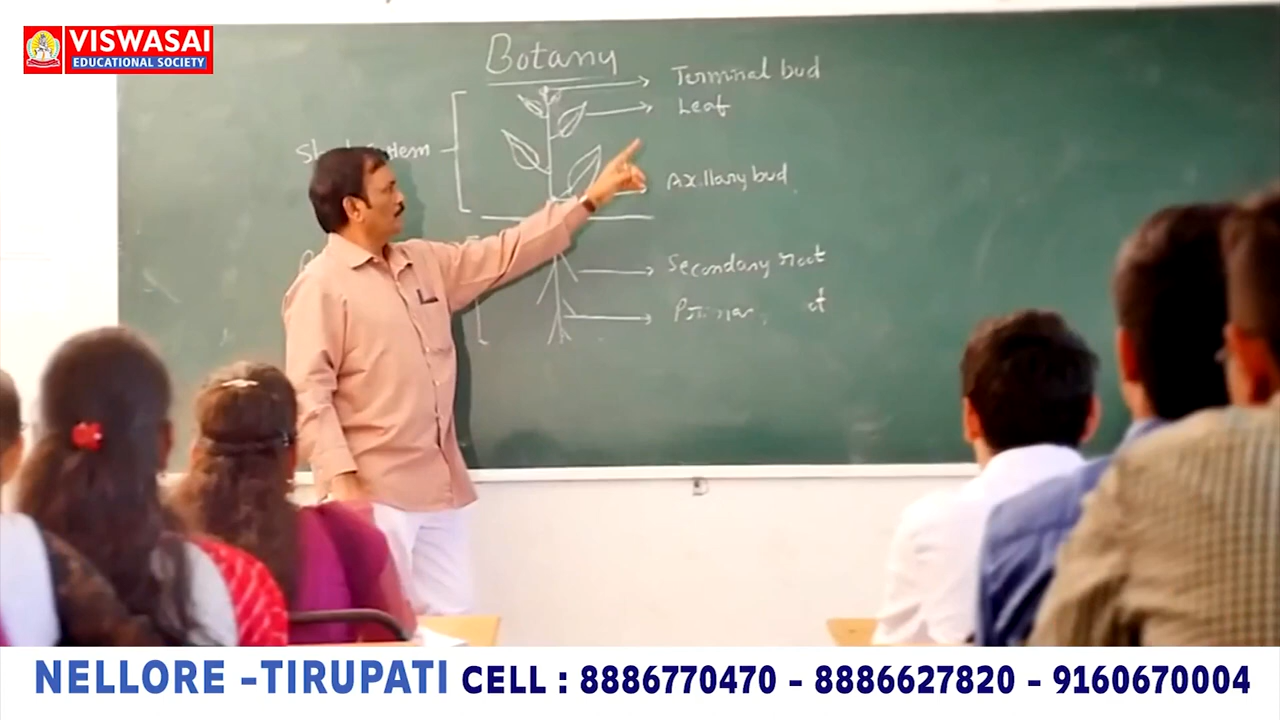 VISWASAI
EDUCATIONAL SOCIETY
Botany
Terminal bud
Leaf
Axillary bud
Secondary root
NELLORE -TIRUPATI CELL : 8886770470 - 8886627820 - 9160670004